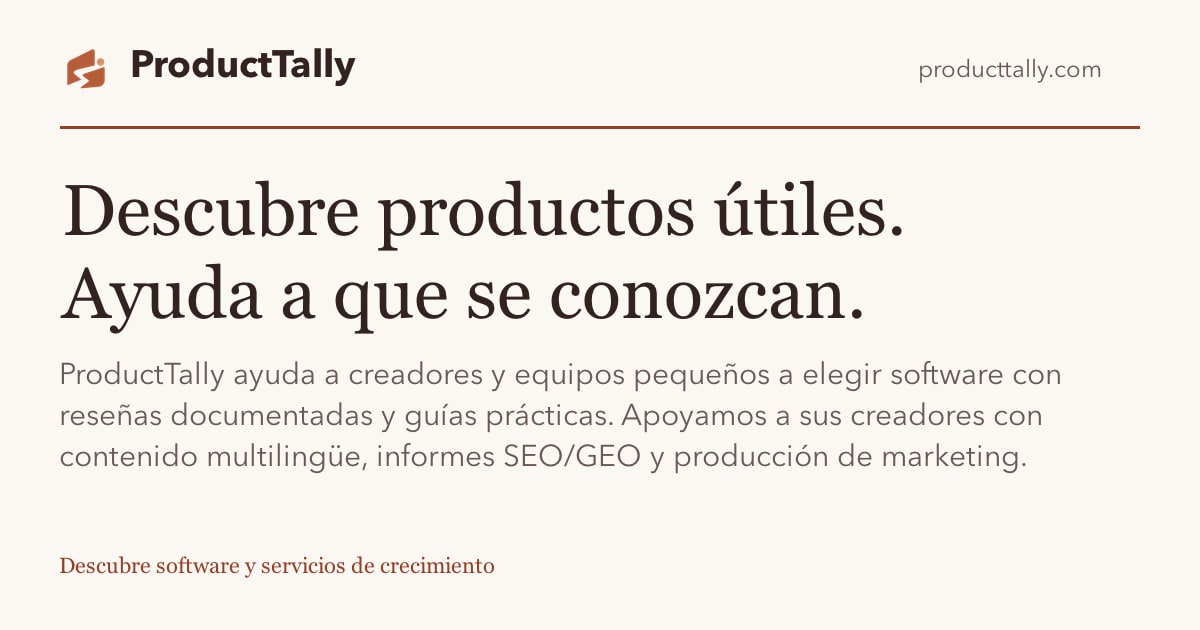 ProductTally
producttally.com
Descubre productos útiles.
Ayuda a que se conozcan.
ProductTally ayuda a creadores y equipos pequeños a elegir software con
reseñas documentadas y guías prácticas. Apoyamos a sus creadores con
contenido multilingüe, informes SEO/GEO y producción de marketing.
Descubre software y servicios de crecimiento